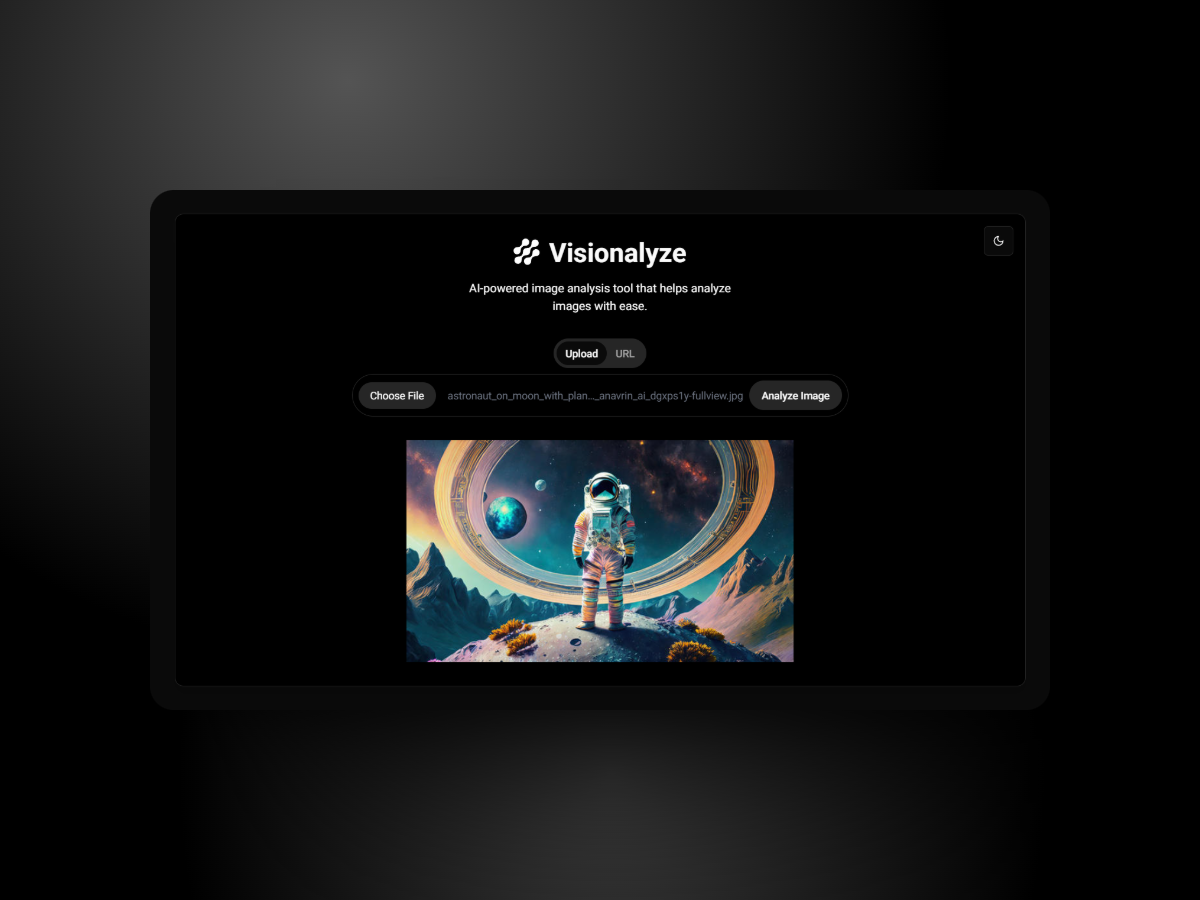 Visionalyze
AI-powered image analysis tool that helps analyze
images with ease.
Upload URL
Choose File astronaut_on_moon_with_plan..._anavrin_ai_dgxps1y-fullview.jpg Analyze Image